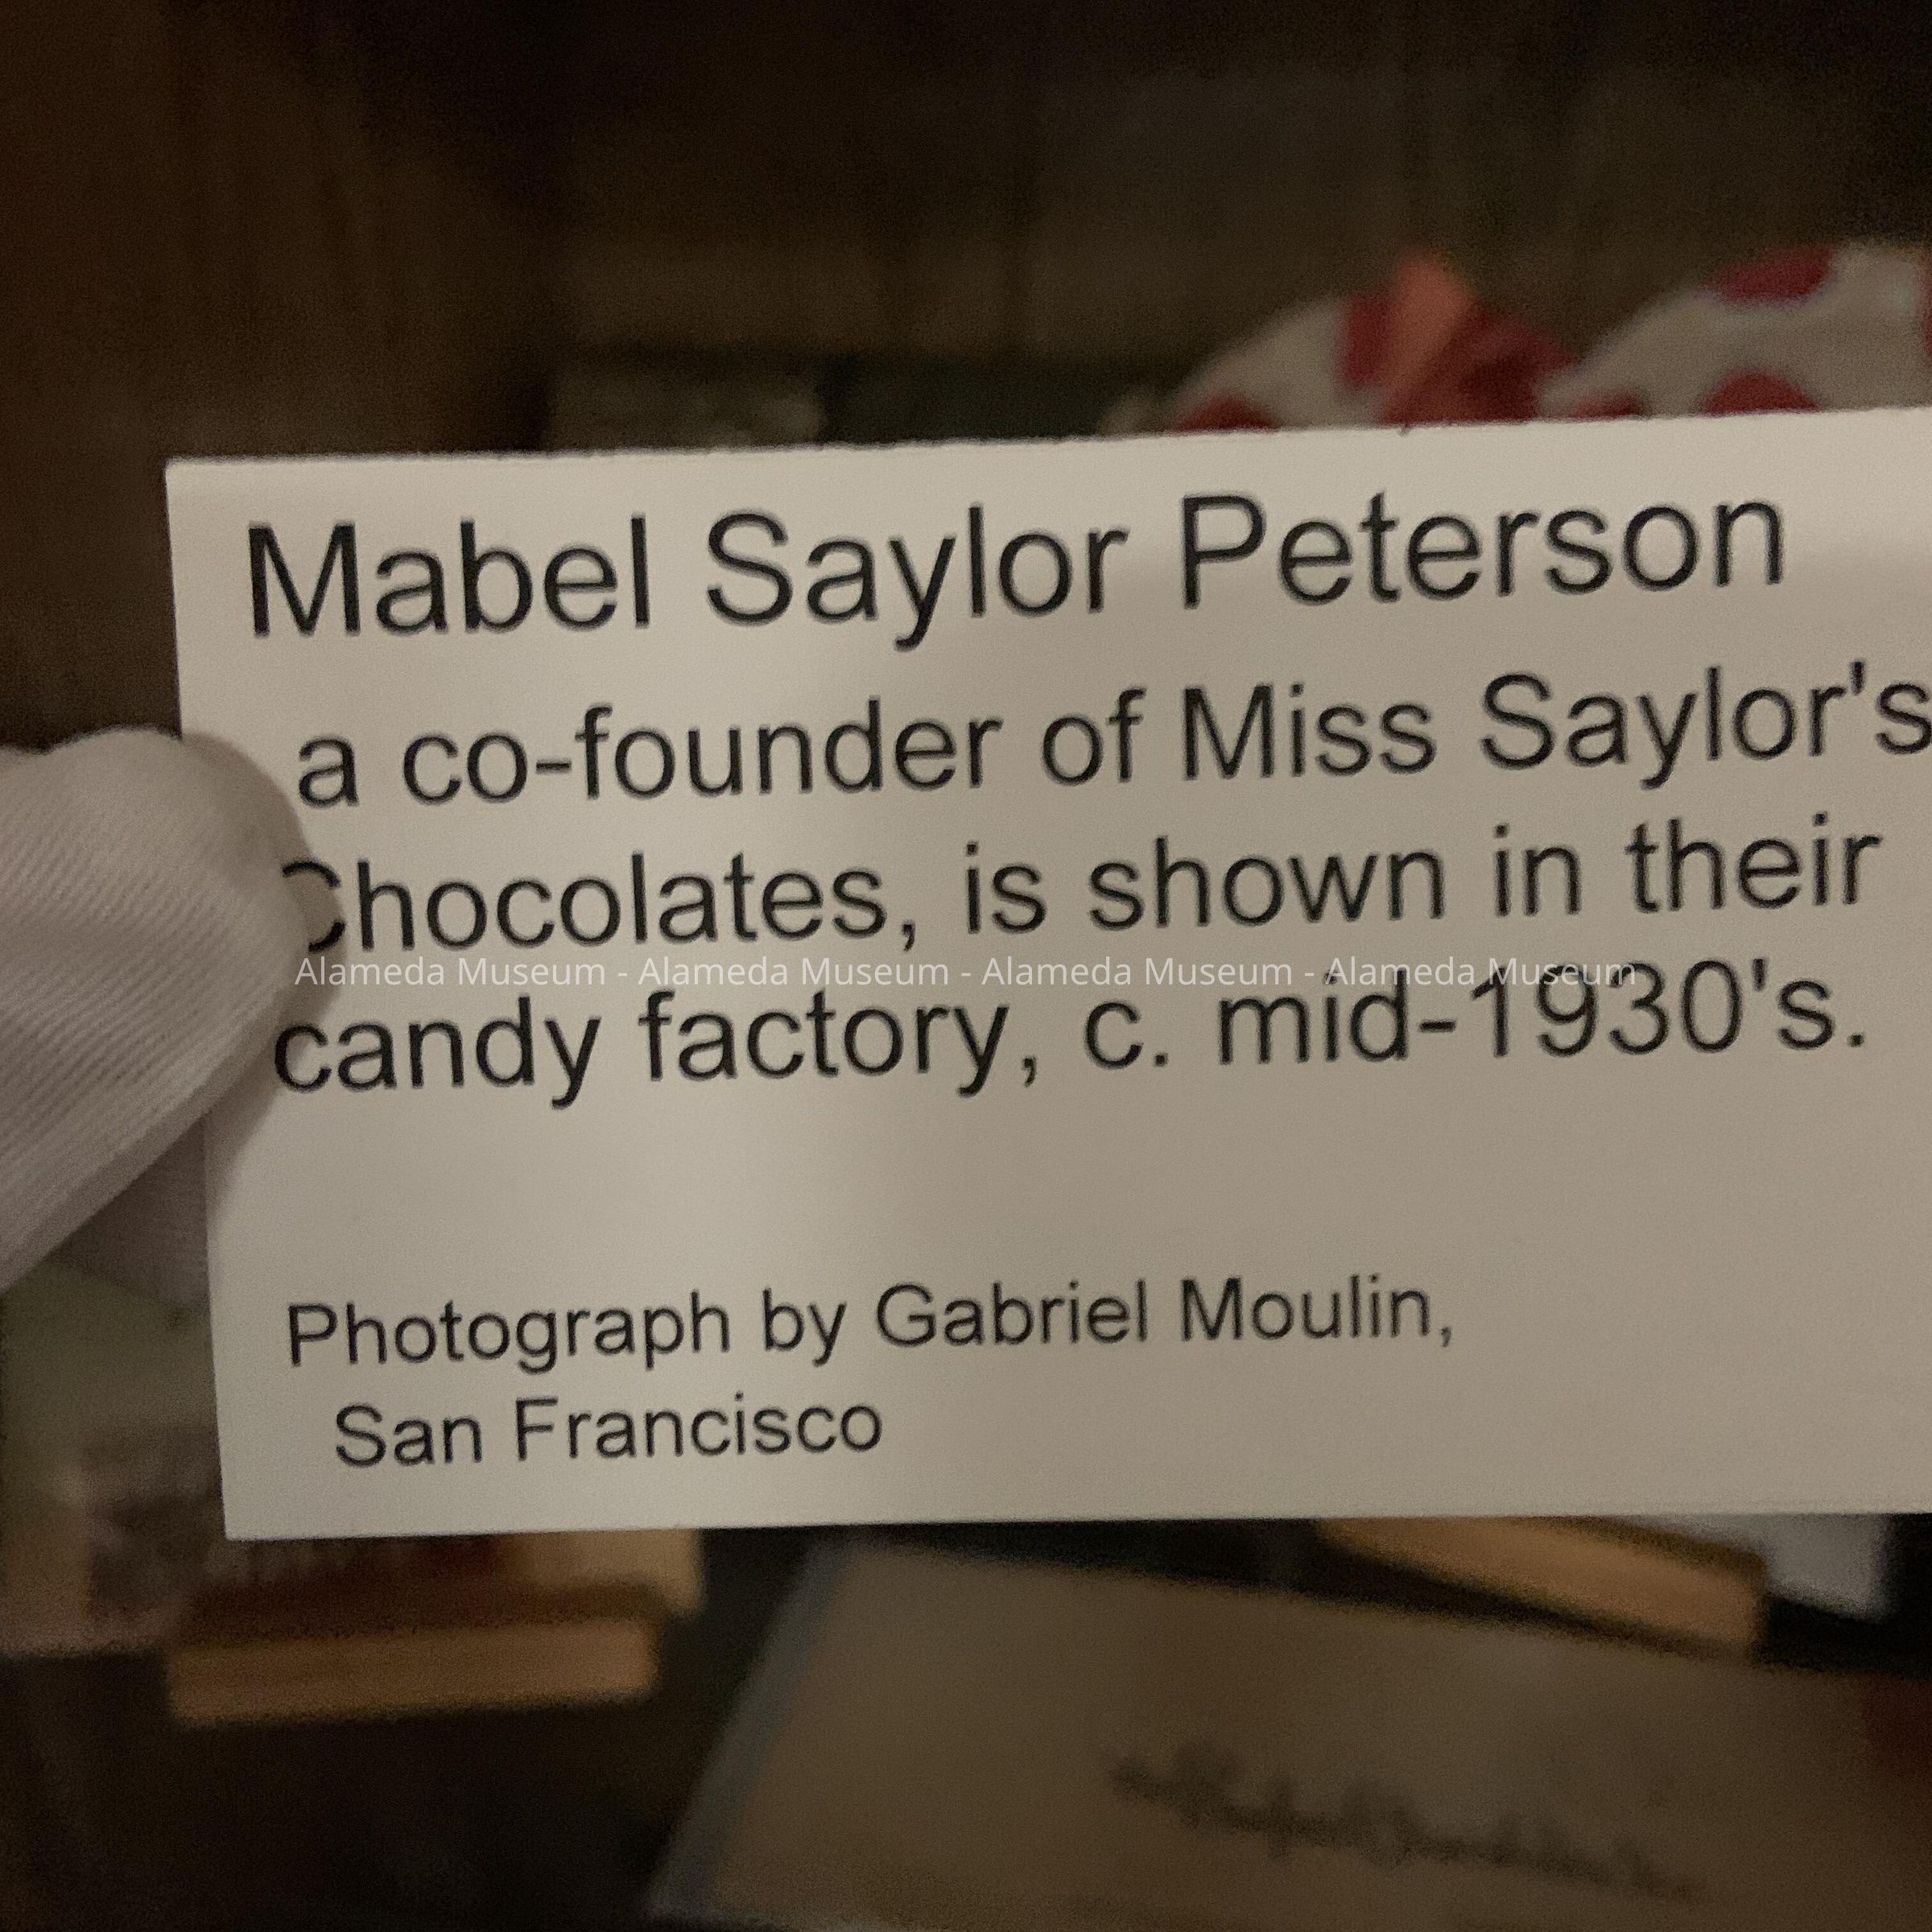 Mabel Saylor Peterson
a co-founder of Miss Saylor's
Chocolates, is shown in their
Alameda Museum - Alameda Museum - Alameda Museum - Alameda Museum
candy factory, c. mid-1930's.
Photograph by Gabriel Moulin,
San Francisco